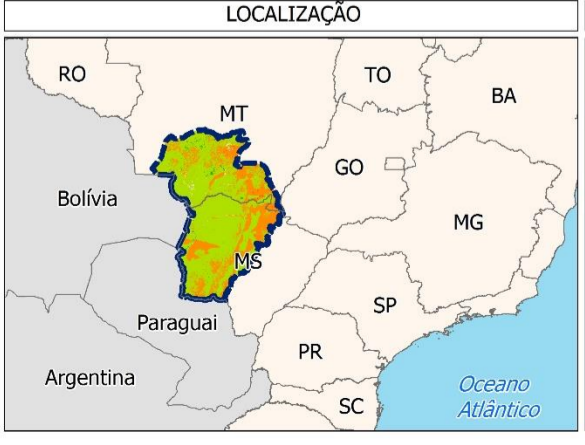 LOCALIZAÇÃO
RO
TO
BA
MT
GO
Bolívia
MG
MS
SP
Paraguai
PR
Argentina
SC
Oceano
Atlântico